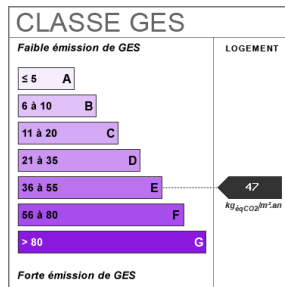 CLASSE GES
Faible émission de GES
LOGEMENT
≤ 5 A
6 à 10 B
11 à 20 C
21 à 35 D
36 à 55 E
47
kgéqCO2/m².an
56 à 80 F
> 80 G
Forte émission de GES